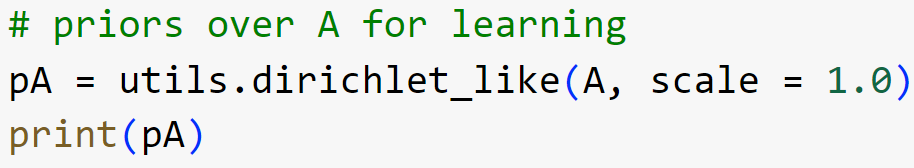 # priors over A for learning
pA = utils.dirichlet_like(A, scale = 1.0)
print(pA)